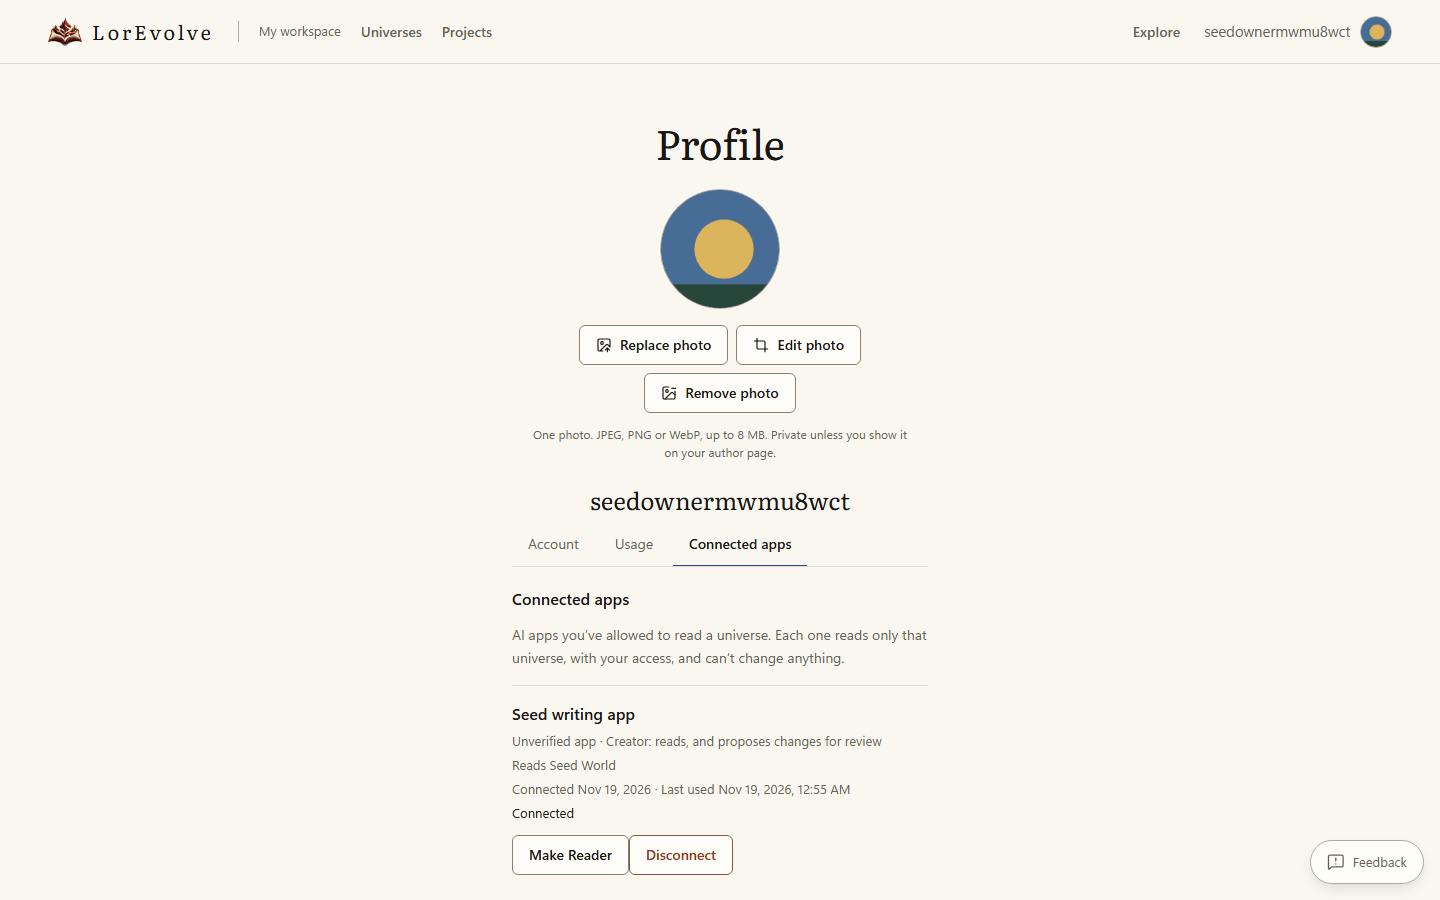 LorEvolve
My workspace
Universes
Projects
Explore
seedownermwmu8wct
Profile
Replace photo
Edit photo
Remove photo
One photo. JPEG, PNG or WebP, up to 8 MB. Private unless you show it
on your author page.
seedownermwmu8wct
Account
Usage
Connected apps
Connected apps
AI apps you’ve allowed to read a universe. Each one reads only that
universe, with your access, and can’t change anything.
Seed writing app
Unverified app · Creator: reads, and proposes changes for review
Reads Seed World
Connected Nov 19, 2026 · Last used Nov 19, 2026, 12:55 AM
Connected
Make Reader
Disconnect
Feedback